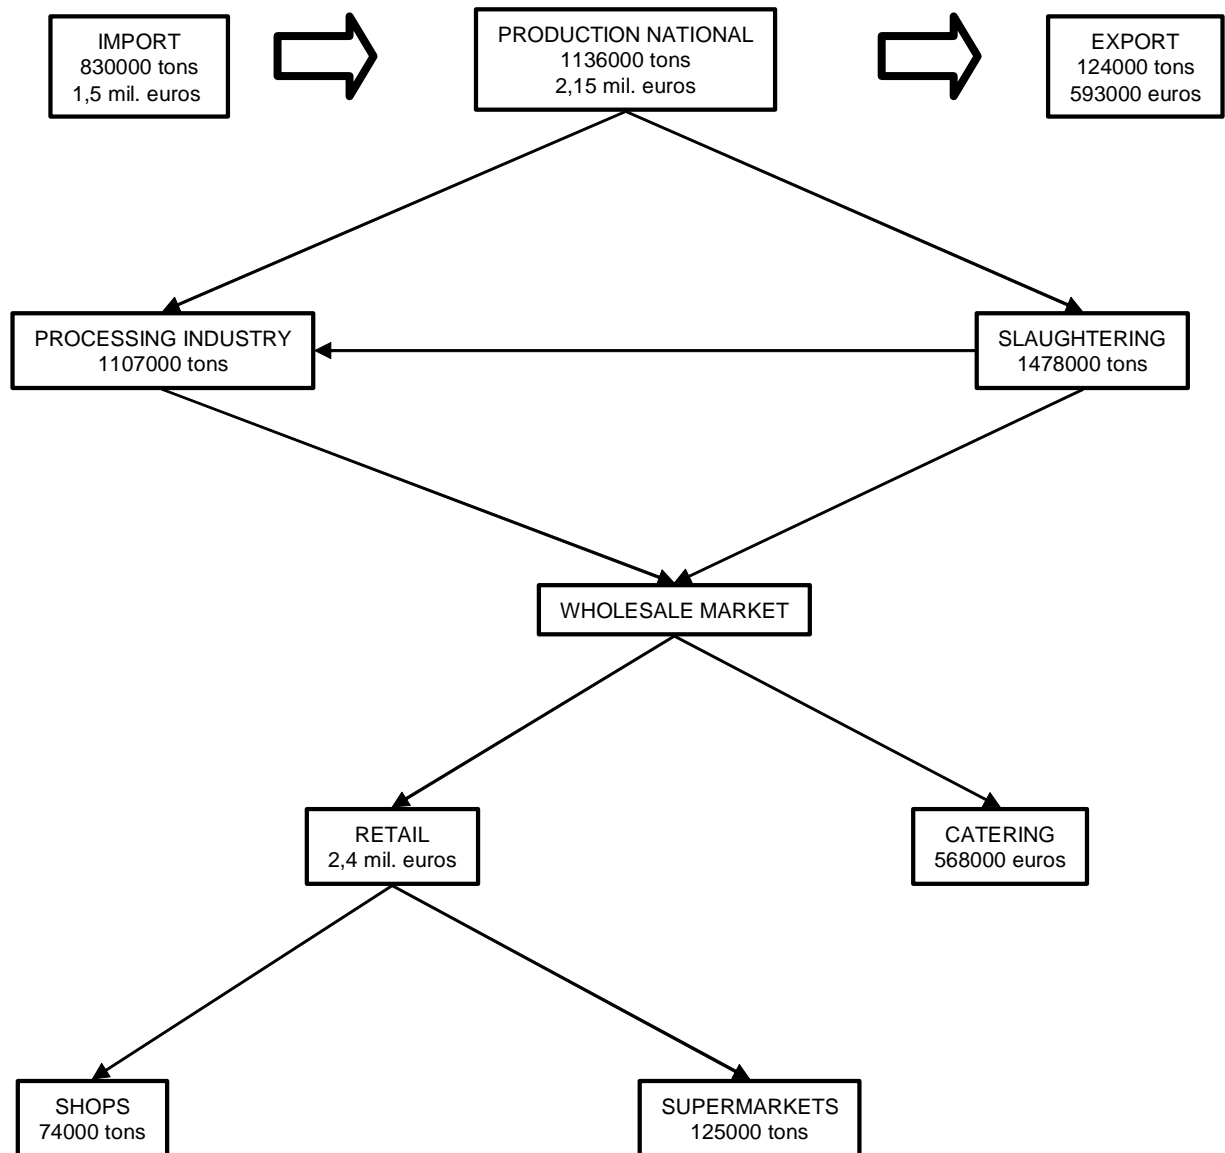 IMPORT
830000 tons
1,5 mil. euros
PRODUCTION NATIONAL
1136000 tons
2,15 mil. euros
EXPORT
124000 tons
593000 euros
PROCESSING INDUSTRY
1107000 tons
SLAUGHTERING
1478000 tons
WHOLESALE MARKET
RETAIL
2,4 mil. euros
CATERING
568000 euros
SHOPS
74000 tons
SUPERMARKETS
125000 tons